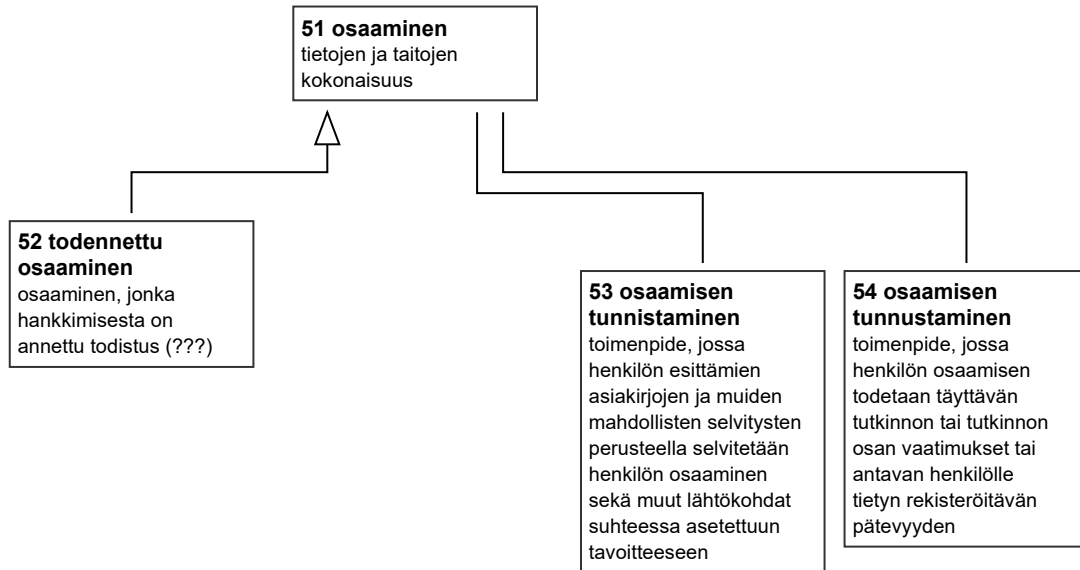 51 osaaminen
tietojen ja taitojen
kokonaisuus
52 todennettu
osaaminen
osaaminen, jonka
hankkimisesta on
annettu todistus (???)
53 osaamisen
tunnistaminen
toimenpide, jossa
henkilön esittämien
asiakirjojen ja muiden
mahdollisten selvitysten
perusteella selvitetään
henkilön osaaminen
sekä muut lähtökohdat
suhteessa asetettuun
tavoitteeseen
54 osaamisen
tunnustaminen
toimenpide, jossa
henkilön osaamisen
todetaan täyttävän
tutkinnon tai tutkinnon
osan vaatimukset tai
antavan henkilölle
tietyn rekisteröitävän
pätevyyden